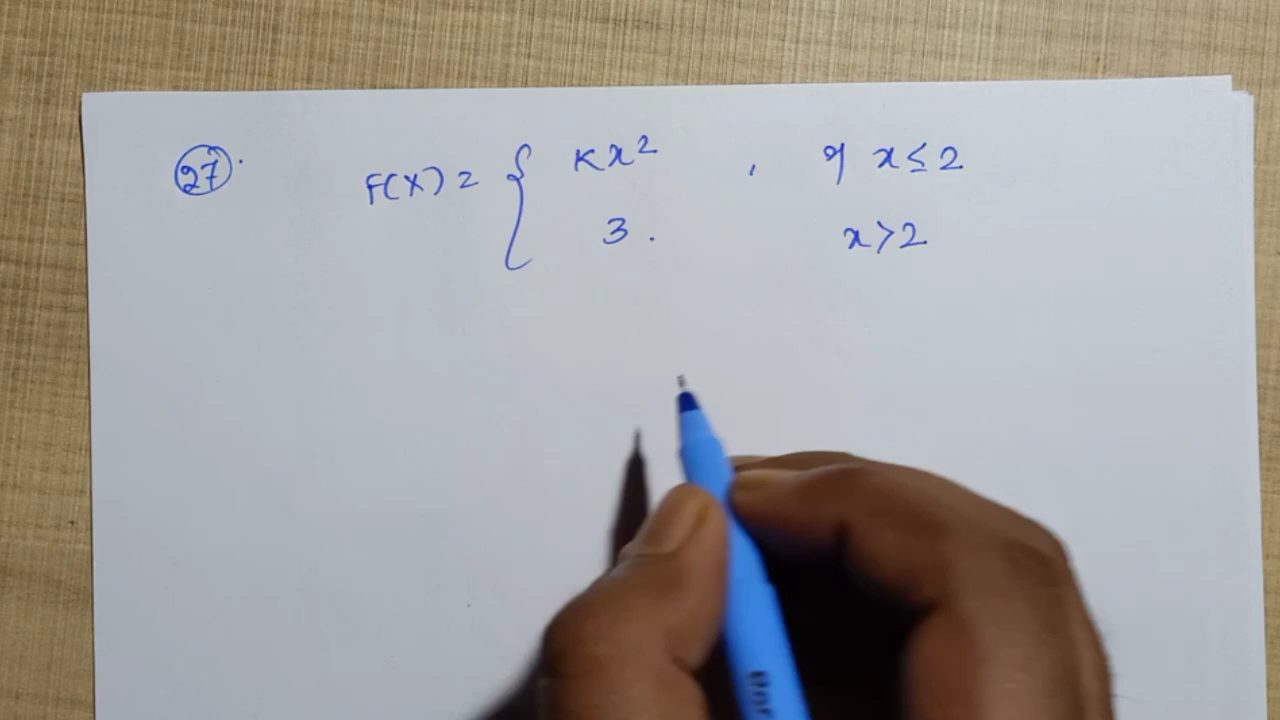 27. F(X) = { Kx² , if x ≤ 2
3. x > 2